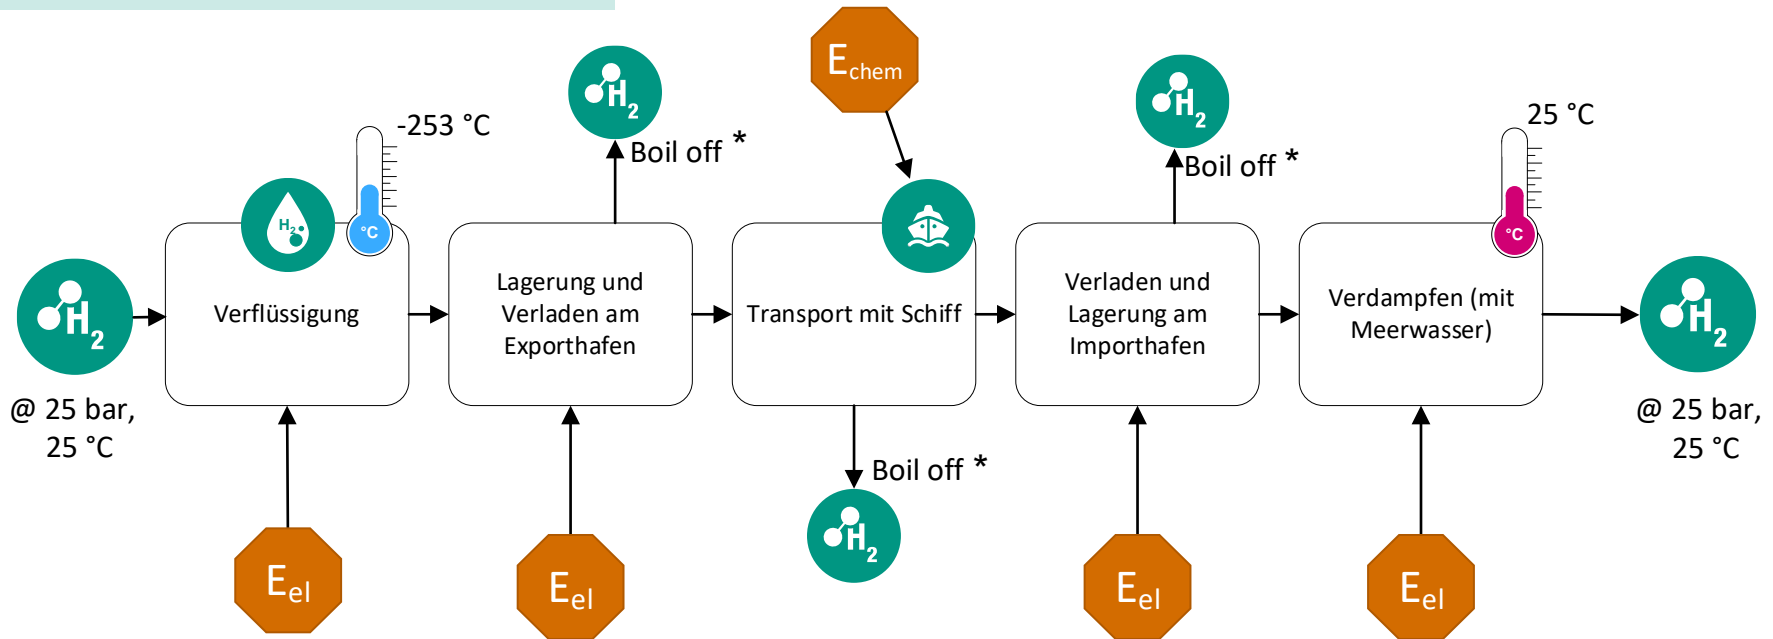 E chem
H2
H2
-253 °C
25 °C
Boil off *
Boil off *
H2
°C
°C
H2
Verflüssigung
Lagerung und
Verladen am
Exporthafen
Transport mit Schiff
Verladen und
Lagerung am
Importhafen
Verdampfen (mit
Meerwasser)
H2
@ 25 bar,
25 °C
@ 25 bar,
25 °C
Boil off *
H2
E el
E el
E el
E el